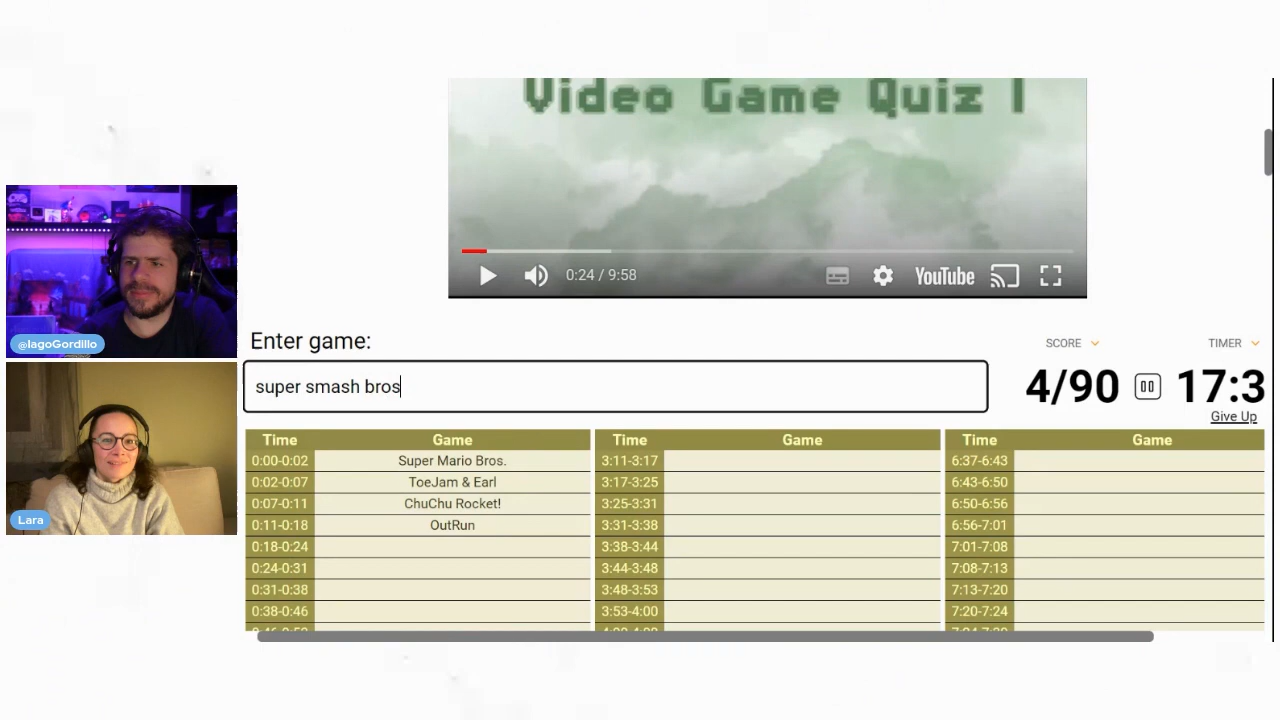 Video Game Quiz I
0:24 / 9:58
YouTube
Enter game:
SCORE
TIMER
super smash bros
4/90
17:3
Give Up
Time Game Time Game Time Game
0:00-0:02 Super Mario Bros. 3:11-3:17 6:37-6:43
0:02-0:07 ToeJam & Earl 3:17-3:25 6:43-6:50
0:07-0:11 ChuChu Rocket! 3:25-3:31 6:50-6:56
0:11-0:18 OutRun 3:31-3:38 6:56-7:01
0:18-0:24 3:38-3:44 7:01-7:08
0:24-0:31 3:44-3:48 7:08-7:13
0:31-0:38 3:48-3:53 7:13-7:20
0:38-0:46 3:53-4:00 7:20-7:24
@IagoGordillo
Lara